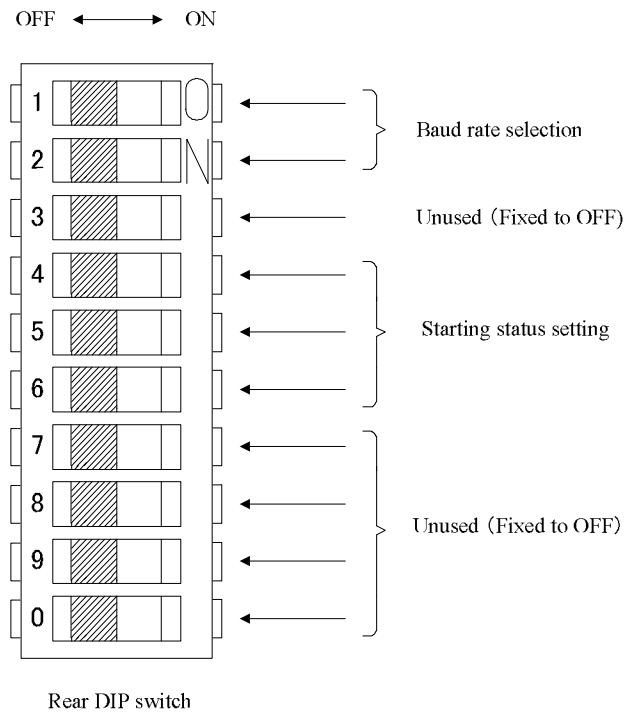 OFF ON
1 O
Baud rate selection
2 N
3 Unused (Fixed to OFF)
4
5 Starting status setting
6
7
8 Unused (Fixed to OFF)
9
0
Rear DIP switch